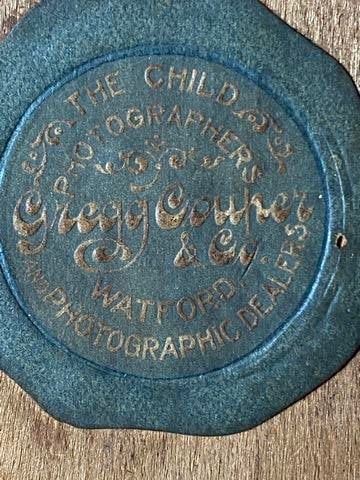 THE CHILD
PHOTOGRAPHERS
Gregg Couper
& Co.
WATFORD,
AND PHOTOGRAPHIC DEALERS